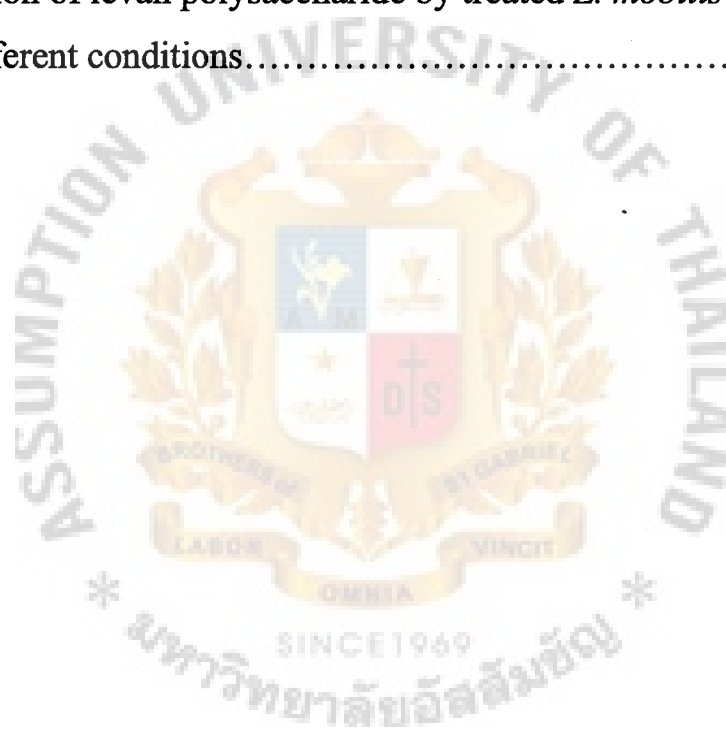 ion of levan polysaccharide by treated Z. mobilis
ferent conditions……………………………………
ASSUMPTION UNIVERSITY OF THAILAND
A M
D S
BROTHERS of
ST GABRIEL
LABOR
VINCIT
OMNIA
SINCE1969
* มหาวิทยาลัยอัสสัมชัญ *